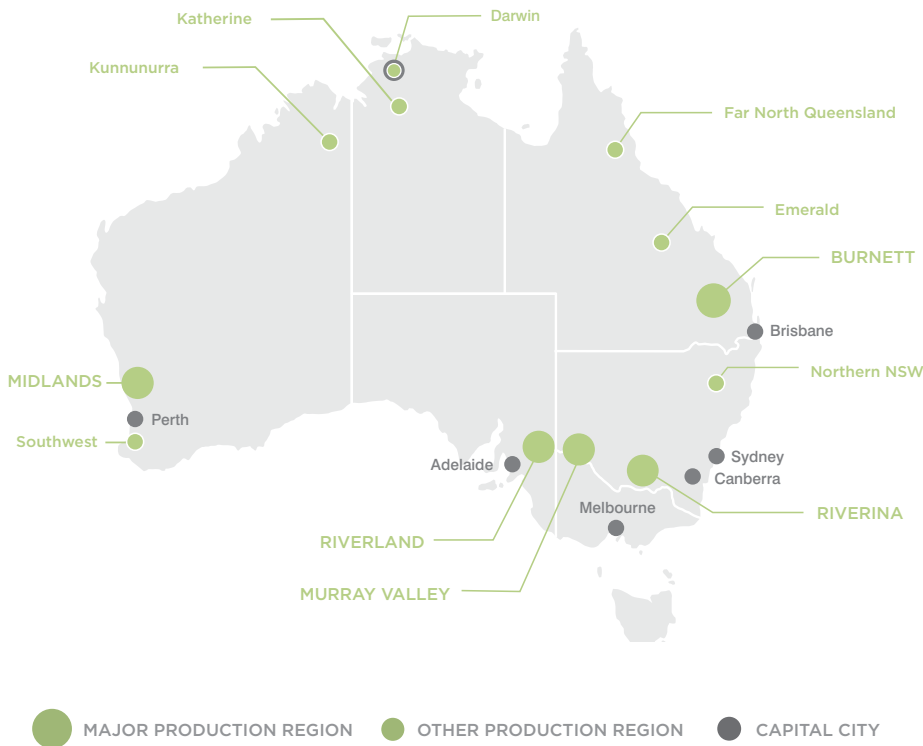 Katherine
Darwin
Kunnunurra
Far North Queensland
Emerald
BURNETT
Brisbane
Northern NSW
MIDLANDS
Perth
Southwest
Adelaide
Sydney
Canberra
Melbourne
RIVERINA
RIVERLAND
MURRAY VALLEY
MAJOR PRODUCTION REGION
OTHER PRODUCTION REGION
CAPITAL CITY